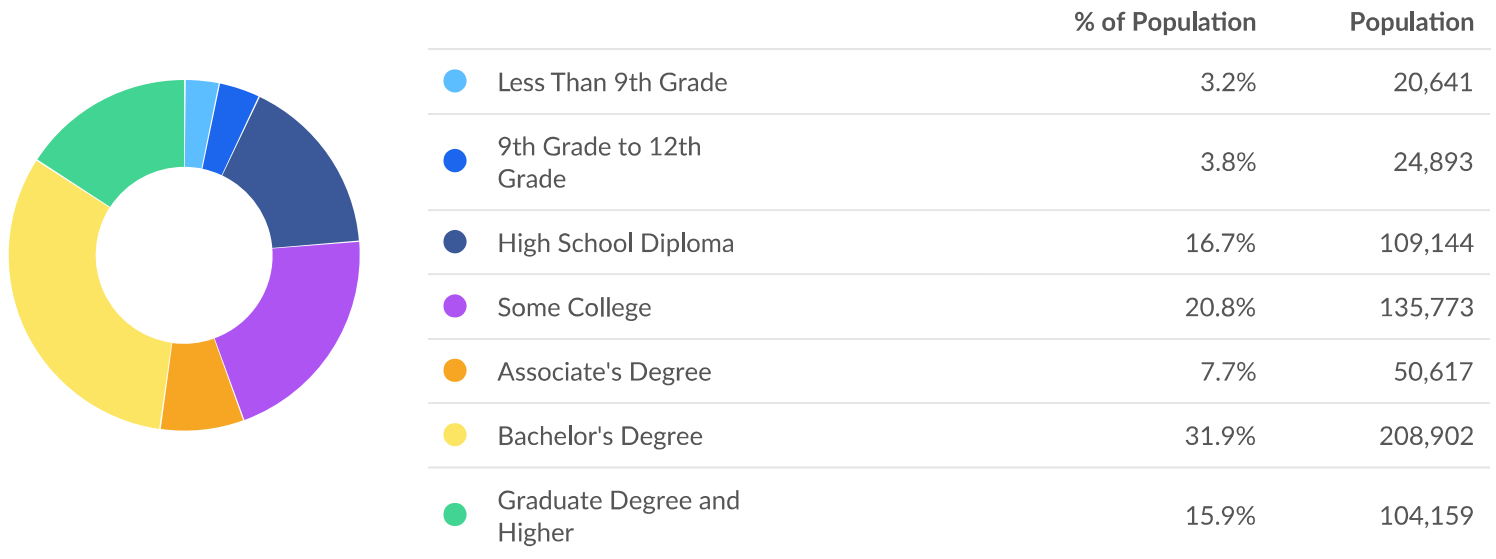 % of Population Population
Less Than 9th Grade 3.2% 20,641
9th Grade to 12th
Grade 3.8% 24,893
High School Diploma 16.7% 109,144
Some College 20.8% 135,773
Associate's Degree 7.7% 50,617
Bachelor's Degree 31.9% 208,902
Graduate Degree and
Higher 15.9% 104,159